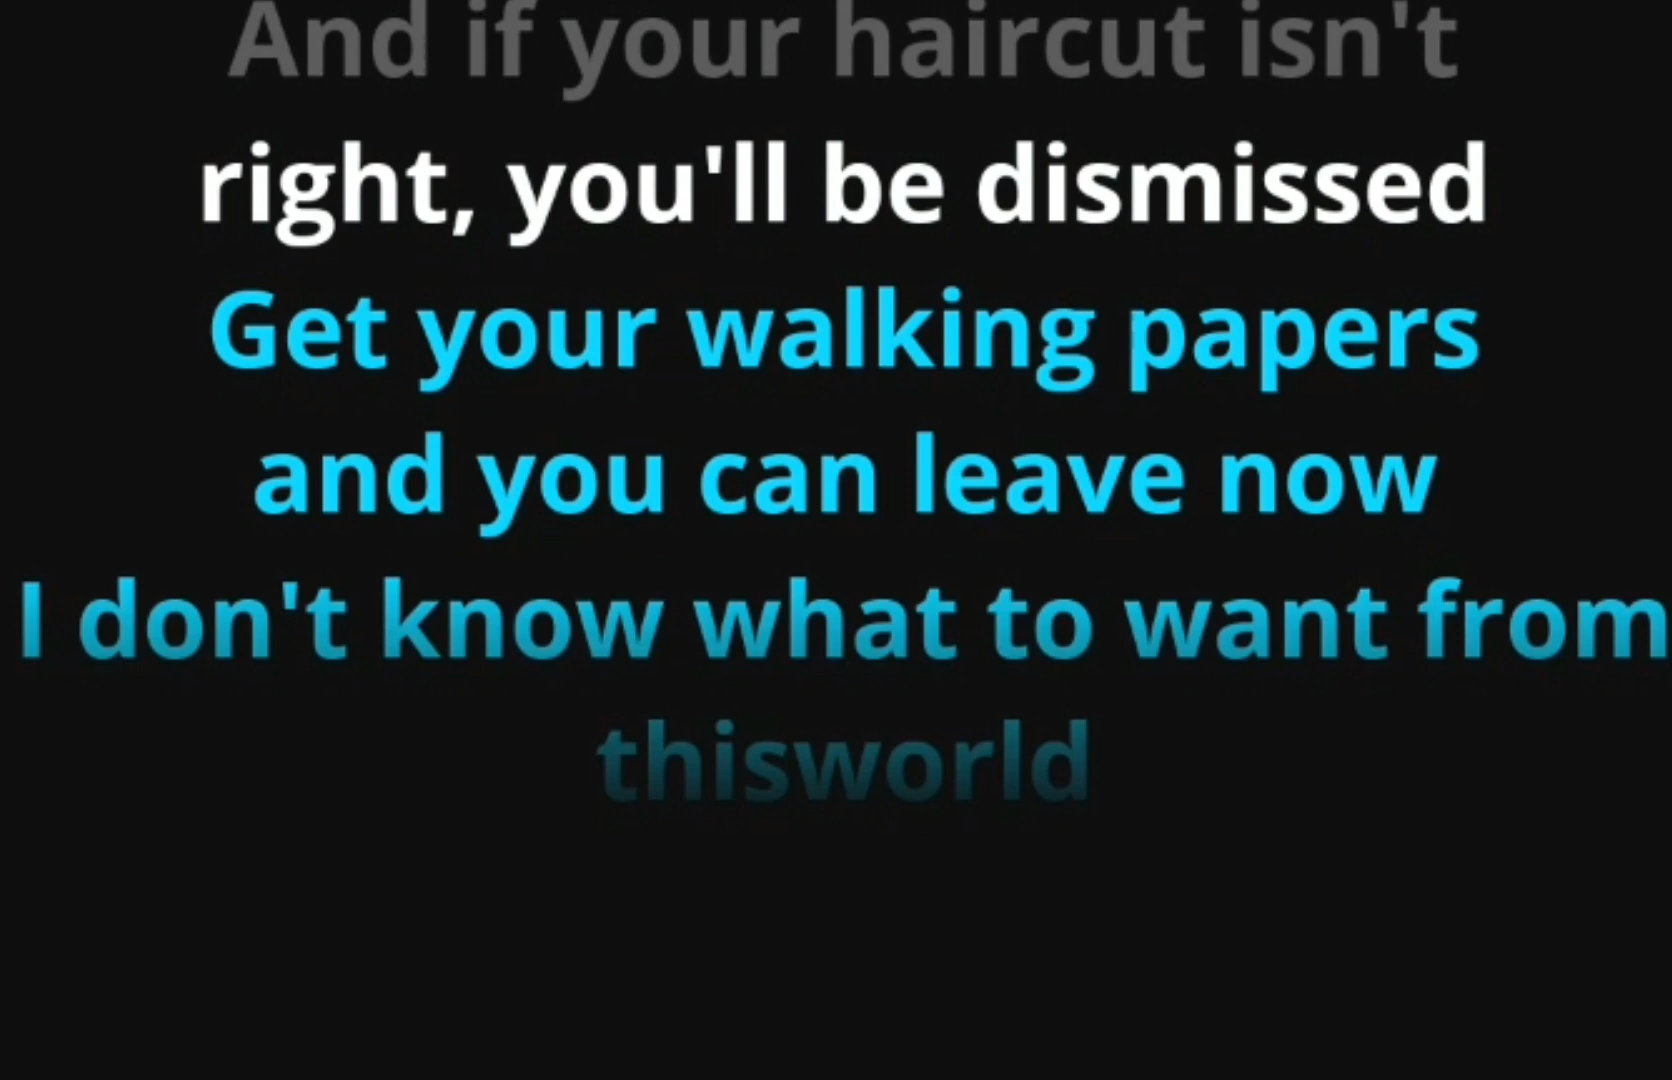 And if your haircut isn't
right, you'll be dismissed
Get your walking papers
and you can leave now
I don't know what to want from
thisworld